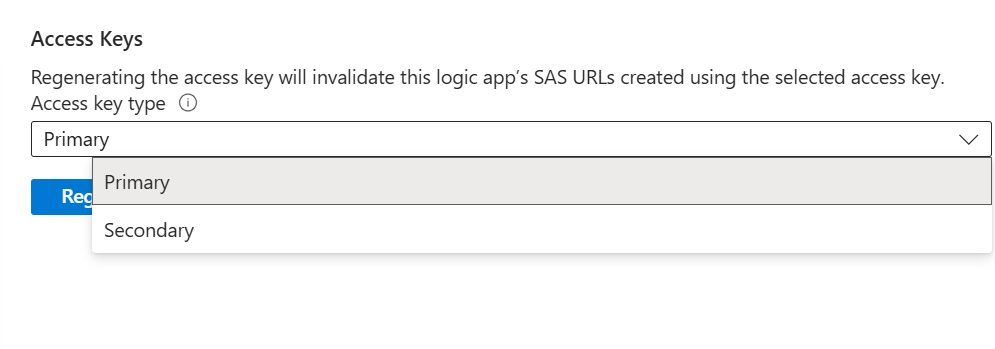 Access Keys
Regenerating the access key will invalidate this logic app’s SAS URLs created using the selected access key.
Access key type
Primary
Primary
Reg
Secondary